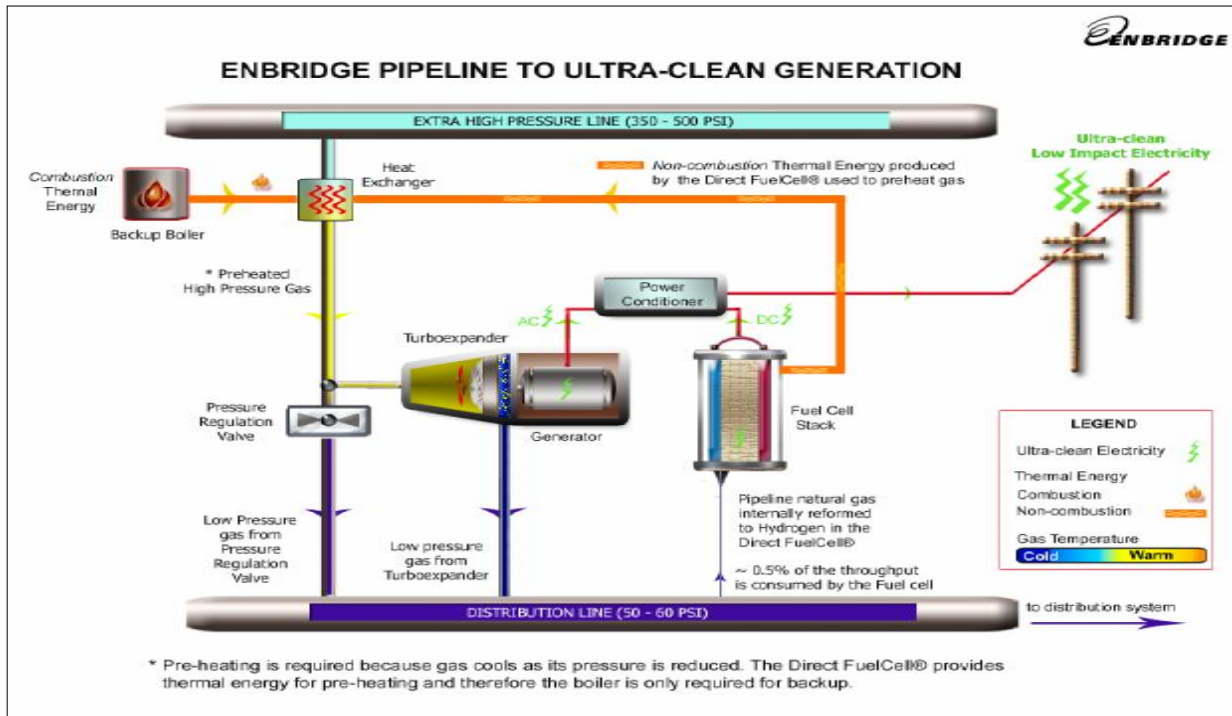 ENBRIDGE
ENBRIDGE PIPELINE TO ULTRA-CLEAN GENERATION
EXTRA HIGH PRESSURE LINE (350 - 500 PSI)
Ultra-clean
Low Impact Electricity
Combustion
Thermal
Energy
Backup Boiler
Heat
Exchanger
Non-combustion Thermal Energy produced
by the Direct FuelCell® used to preheat gas
* Preheated
High Pressure Gas
Power
Conditioner
AC
DC
Turboexpander
Generator
Pressure
Regulation
Valve
Fuel Cell
Stack
LEGEND
Ultra-clean Electricity
Thermal Energy
Combustion
Non-combustion
Gas Temperature
Cold
Warm
Low Pressure
gas from
Pressure
Regulation
Valve
Low pressure
gas from
Turboexpander
Pipeline natural gas
internally reformed
to Hydrogen in the
Direct FuelCell®
~ 0.5% of the throughput
is consumed by the Fuel cell
DISTRIBUTION LINE (50 - 60 PSI)
to distribution system
* Pre-heating is required because gas cools as its pressure is reduced. The Direct FuelCell® provides
thermal energy for pre-heating and therefore the boiler is only required for backup.